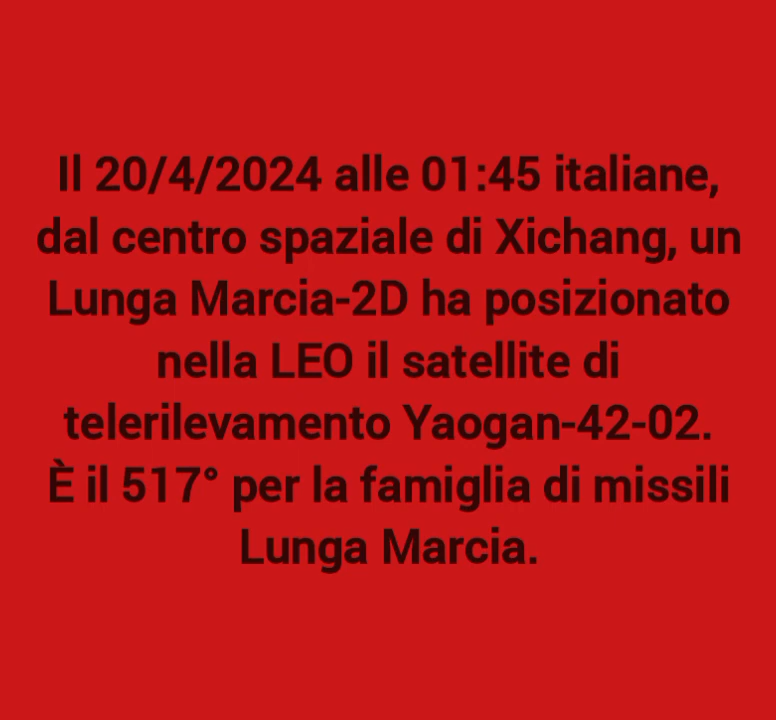 Il 20/4/2024 alle 01:45 italiane,
dal centro spaziale di Xichang, un
Lunga Marcia-2D ha posizionato
nella LEO il satellite di
telerilevamento Yaogan-42-02.
È il 517° per la famiglia di missili
Lunga Marcia.